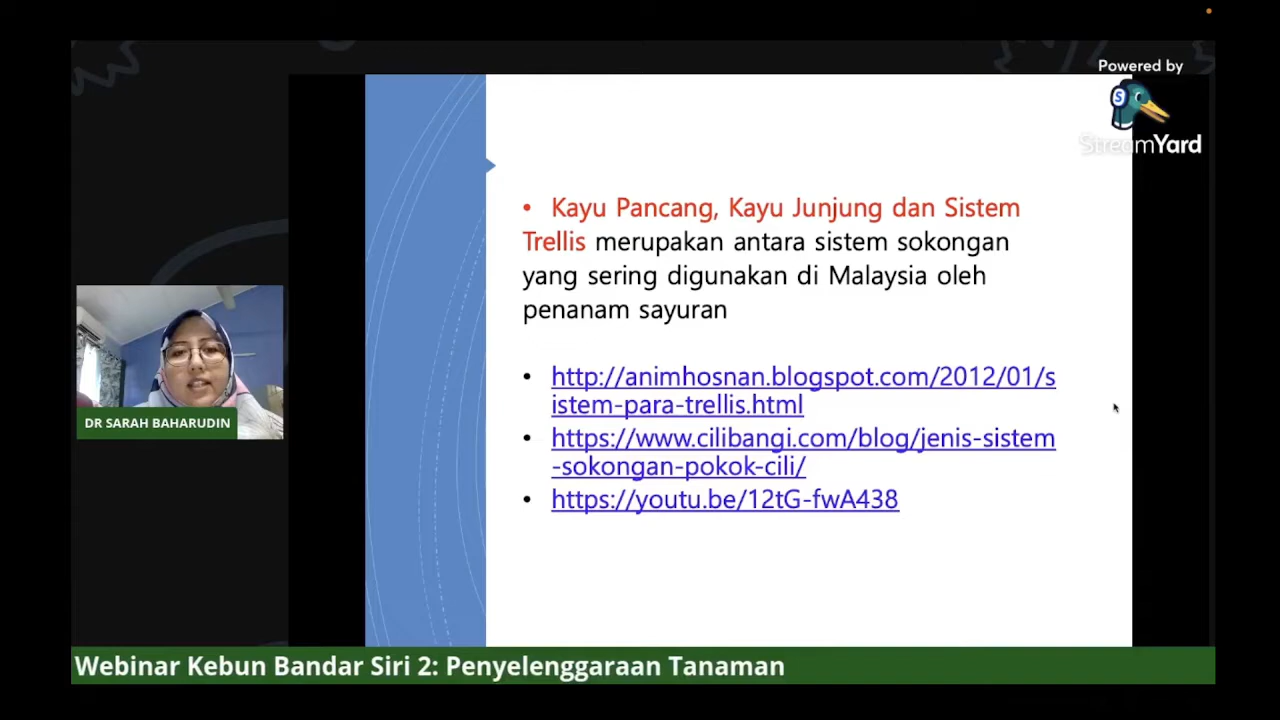 Powered by
StreamYard
• Kayu Pancang, Kayu Junjung dan Sistem
Trellis merupakan antara sistem sokongan
yang sering digunakan di Malaysia oleh
penanam sayuran
• http://animhosnan.blogspot.com/2012/01/s
istem-para-trellis.html
• https://www.cilibangi.com/blog/jenis-sistem
-sokongan-pokok-cili/
• https://youtu.be/12tG-fwA438
DR SARAH BAHARUDIN
Webinar Kebun Bandar Siri 2: Penyelenggaraan Tanaman